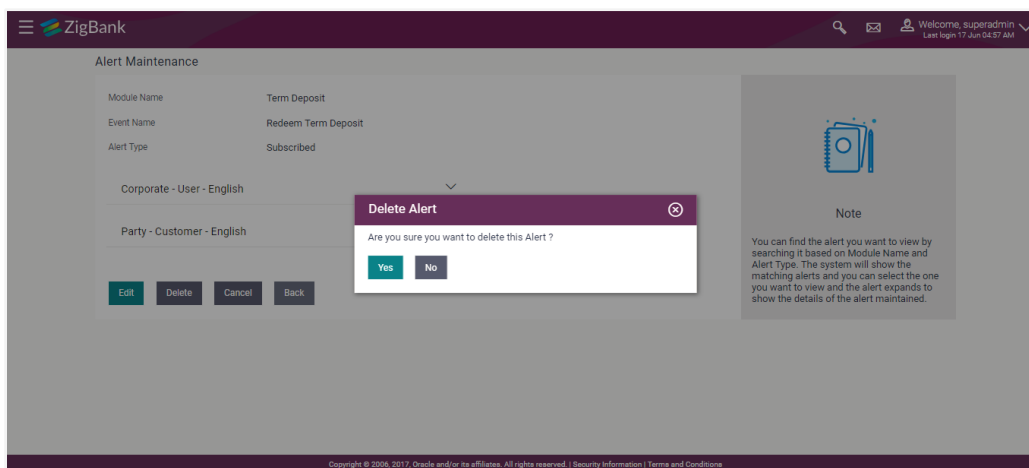 ZigBank
Welcome, superadmin
Last login 17 Jun 04:57 AM
Alert Maintenance
Module Name Term Deposit
Event Name Redeem Term Deposit
Alert Type Subscribed
Corporate - User - English
Party - Customer - English
Edit Delete Cancel Back
Delete Alert
Are you sure you want to delete this Alert ?
Yes No
Note
You can find the alert you want to view by
searching it based on Module Name and
Alert Type. The system will show the
matching alerts and you can select the one
you want to view and the alert expands to
show the details of the alert maintained.
Copyright © 2006, 2017, Oracle and/or its affiliates. All rights reserved. | Security Information | Terms and Conditions